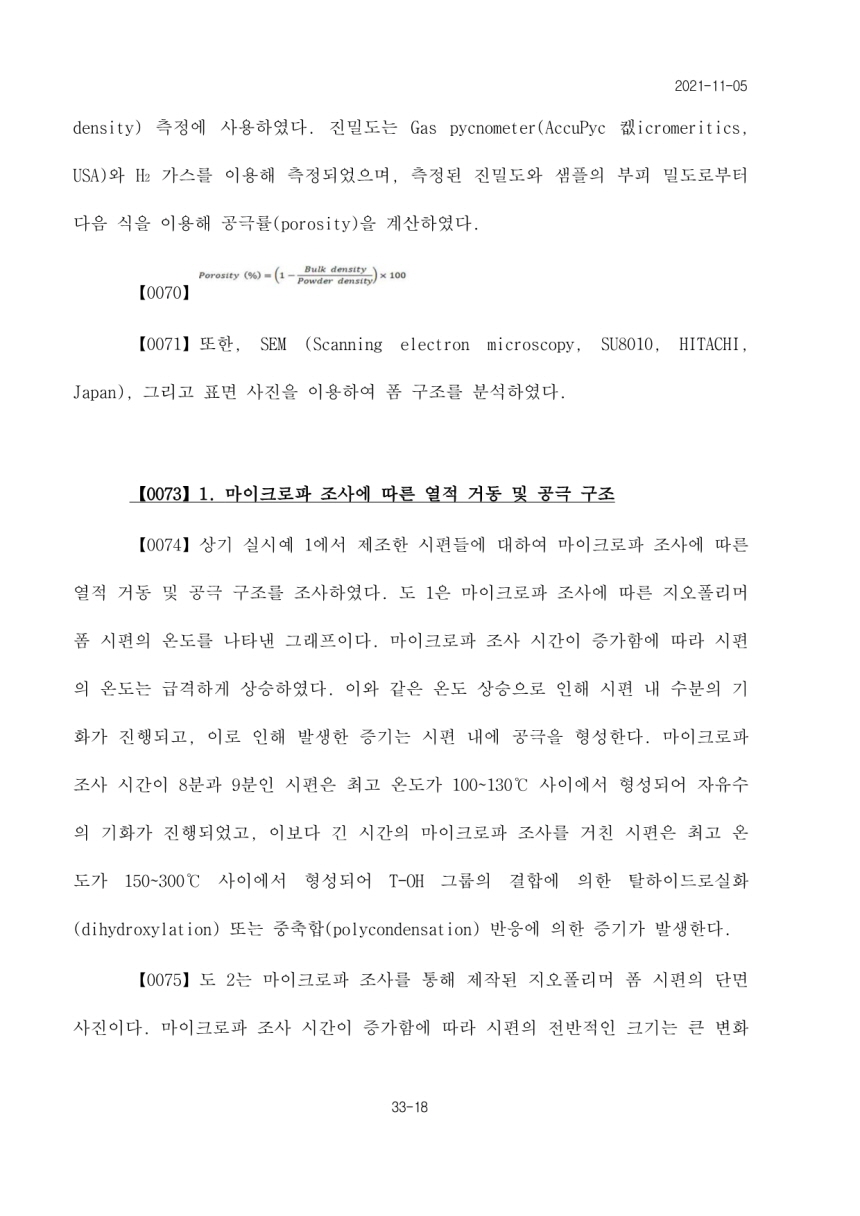 2021-11-05
density) 측정에 사용하였다. 진밀도는 Gas pycnometer(AccuPyc 켒icromeritics,
USA)와 H₂ 가스를 이용해 측정되었으며, 측정된 진밀도와 샘플의 부피 밀도로부터
다음 식을 이용해 공극률(porosity)을 계산하였다.
【0070】 Porosity (%) = (1 − Bulk density / Powder density) × 100
【0071】또한, SEM (Scanning electron microscopy, SU8010, HITACHI,
Japan), 그리고 표면 사진을 이용하여 폼 구조를 분석하였다.
【0073】1. 마이크로파 조사에 따른 열적 거동 및 공극 구조
【0074】상기 실시예 1에서 제조한 시편들에 대하여 마이크로파 조사에 따른
열적 거동 및 공극 구조를 조사하였다. 도 1은 마이크로파 조사에 따른 지오폴리머
폼 시편의 온도를 나타낸 그래프이다. 마이크로파 조사 시간이 증가함에 따라 시편
의 온도는 급격하게 상승하였다. 이와 같은 온도 상승으로 인해 시편 내 수분의 기
화가 진행되고, 이로 인해 발생한 증기는 시편 내에 공극을 형성한다. 마이크로파
조사 시간이 8분과 9분인 시편은 최고 온도가 100~130℃ 사이에서 형성되어 자유수
의 기화가 진행되었고, 이보다 긴 시간의 마이크로파 조사를 거친 시편은 최고 온
도가 150~300℃ 사이에서 형성되어 T-OH 그룹의 결합에 의한 탈하이드로실화
(dihydroxylation) 또는 중축합(polycondensation) 반응에 의한 증기가 발생한다.
【0075】도 2는 마이크로파 조사를 통해 제작된 지오폴리머 폼 시편의 단면
사진이다. 마이크로파 조사 시간이 증가함에 따라 시편의 전반적인 크기는 큰 변화
33-18